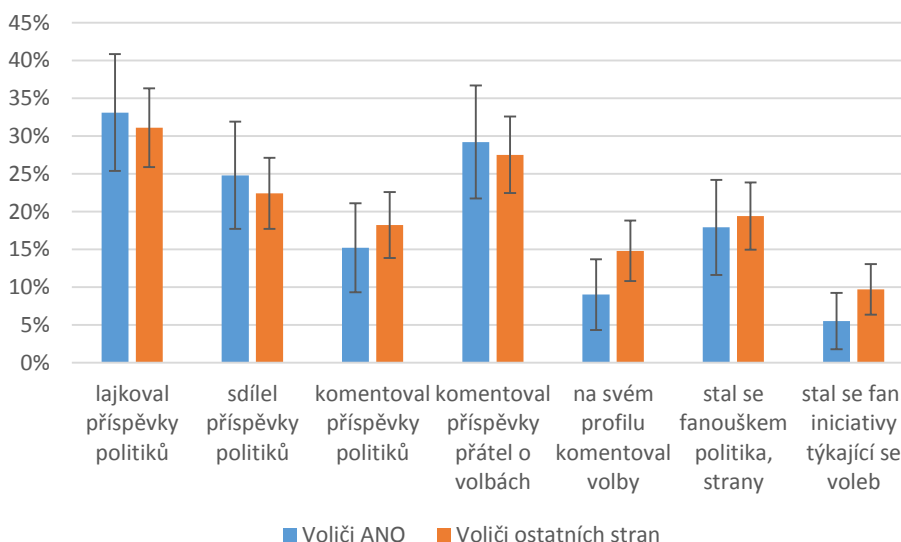 45%
40%
35%
30%
25%
20%
15%
10%
5%
0%
lajkoval
příspěvky
politiků
sdílel
příspěvky
politiků
komentoval
příspěvky
politiků
komentoval
příspěvky
přátel o
volbách
na svém
profilu
komentoval
volby
stal se
fanouškem
politika,
strany
stal se fan
iniciativy
týkající se
voleb
Voliči ANO
Voliči ostatních stran